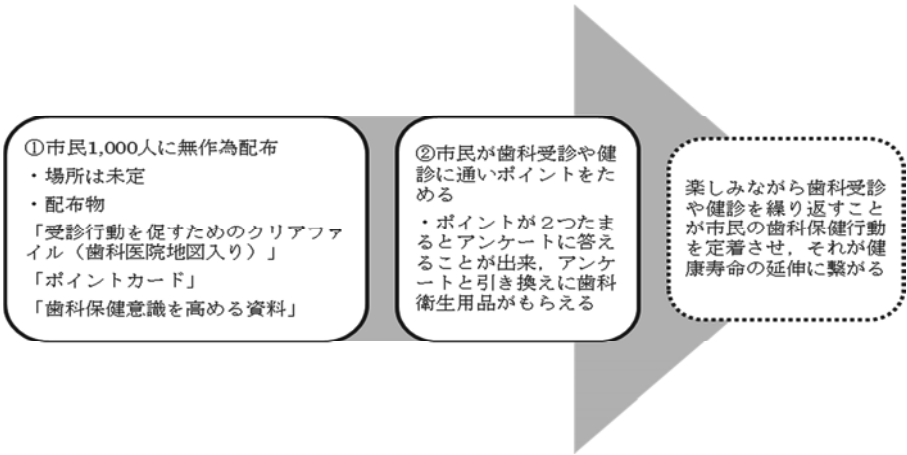 ①市民1,000人に無作為配布
・場所は未定
・配布物
「受診行動を促すためのクリアファ
イル（歯科医院地図入り）」
「ポイントカード」
「歯科保健意識を高める資料」
②市民が歯科受診や健
診に通いポイントをた
める
・ポイントが２つたま
るとアンケートに答え
ることが出来，アンケ
ートと引き換えに歯科
衛生用品がもらえる
楽しみながら歯科受診
や健診を繰り返すこと
が市民の歯科保健行動
を定着させ，それが健
康寿命の延伸に繋がる